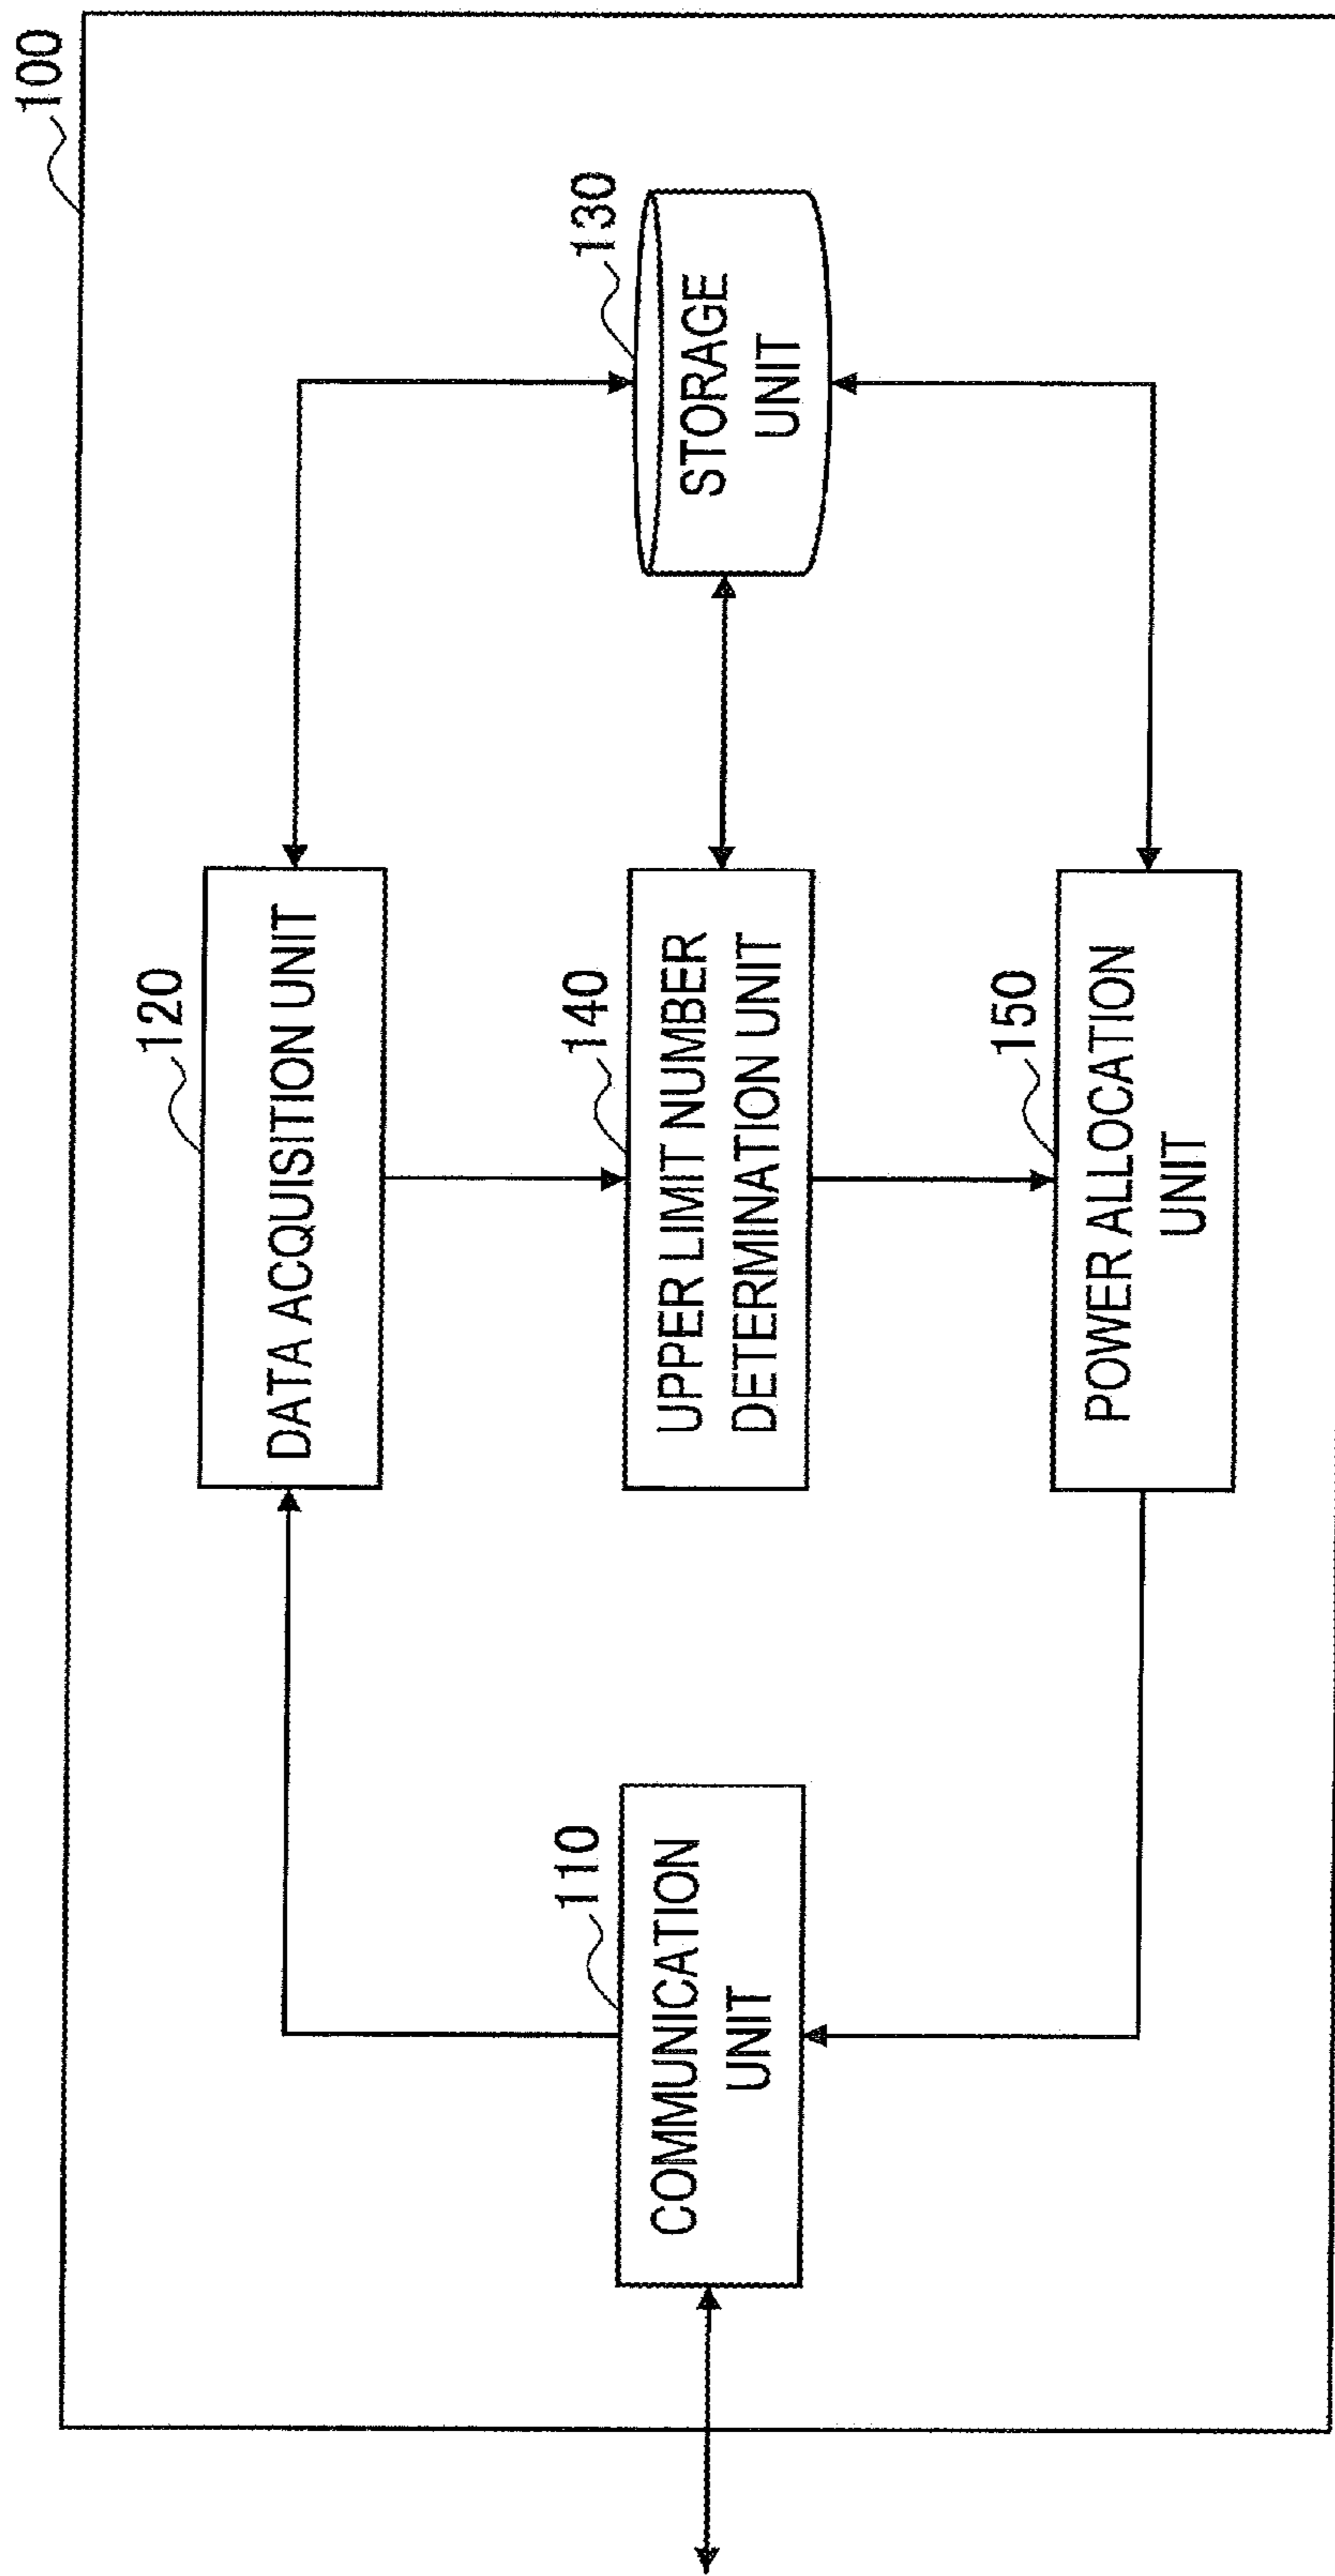 100
120
DATA ACQUISITION UNIT
110
COMMUNICATION
UNIT
140
UPPER LIMIT NUMBER
DETERMINATION UNIT
130
STORAGE
UNIT
150
POWER ALLOCATION
UNIT